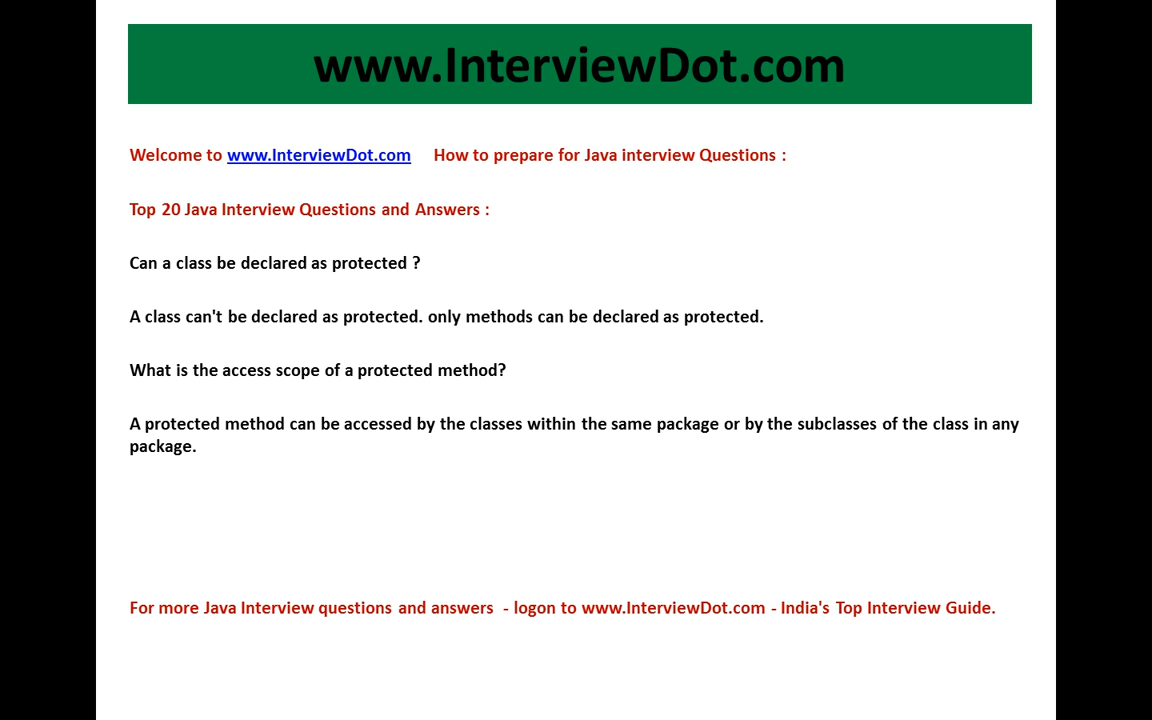 www.InterviewDot.com
Welcome to www.InterviewDot.com How to prepare for Java interview Questions :
Top 20 Java Interview Questions and Answers :
Can a class be declared as protected ?
A class can't be declared as protected. only methods can be declared as protected.
What is the access scope of a protected method?
A protected method can be accessed by the classes within the same package or by the subclasses of the class in any
package.
For more Java Interview questions and answers - logon to www.InterviewDot.com - India's Top Interview Guide.